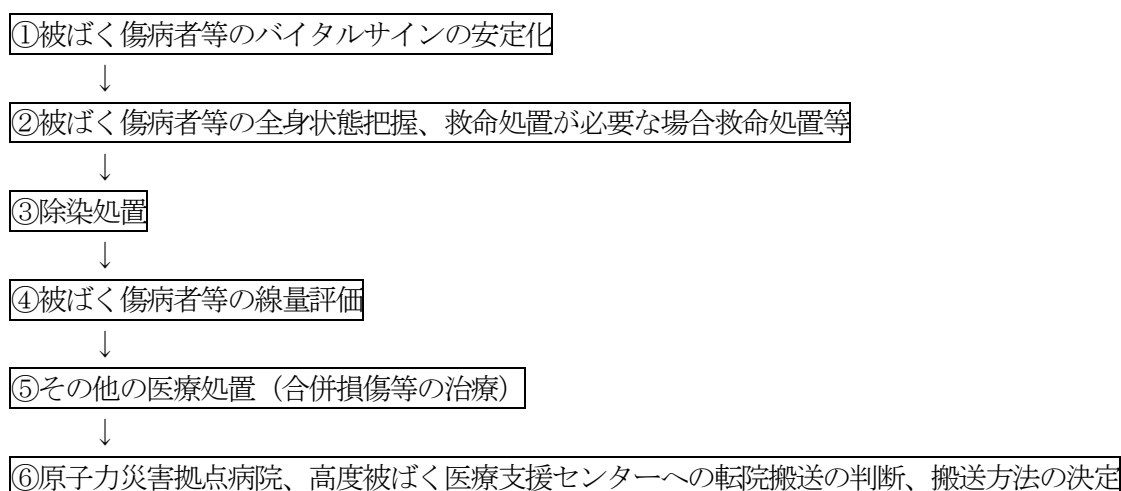 ①被ばく傷病者等のバイタルサインの安定化
↓
②被ばく傷病者等の全身状態把握、救命処置が必要な場合救命処置等
↓
③除染処置
↓
④被ばく傷病者等の線量評価
↓
⑤その他の医療処置（合併損傷等の治療）
↓
⑥原子力災害拠点病院、高度被ばく医療支援センターへの転院搬送の判断、搬送方法の決定